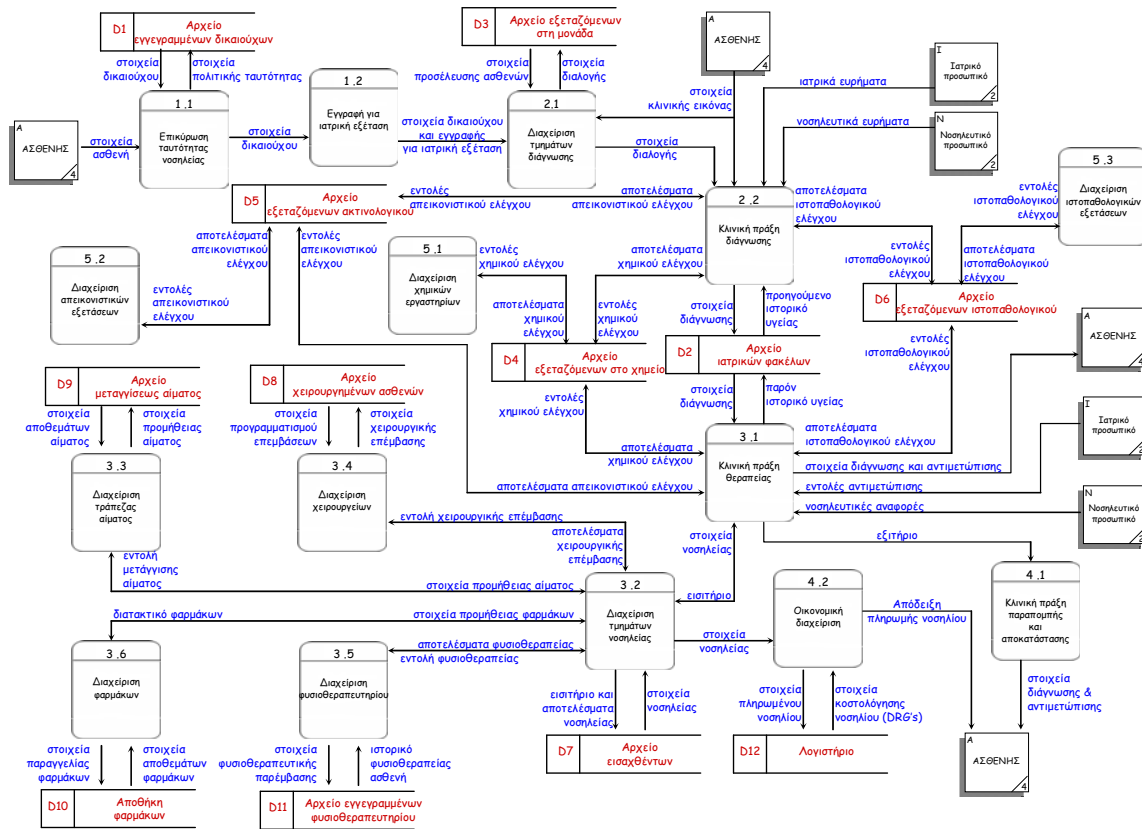 D1
Αρχείο
εγγεγραμμένων δικαιούχων
D3
Αρχείο εξεταζόμενων
στη μονάδα
A
ΑΣΘΕΝΗΣ
4
I
Ιατρικό
προσωπικό
2
N
Νοσηλευτικό
προσωπικό
2
στοιχεία
δικαιούχου
στοιχεία
πολιτικής ταυτότητας
στοιχεία
προσέλευσης ασθενών
στοιχεία
διαλογής
στοιχεία
κλινικής εικόνας
ιατρικά ευρήματα
νοσηλευτικά ευρήματα
A
ΑΣΘΕΝΗΣ
4
στοιχεία
ασθενή
1.1
Επικύρωση
ταυτότητας
νοσηλείας
στοιχεία
δικαιούχου
1.2
Εγγραφή για
ιατρική εξέταση
στοιχεία δικαιούχου
και εγγραφής
για ιατρική εξέταση
2.1
Διαχείριση
τμημάτων
διάγνωσης
στοιχεία
διαλογής
5.3
Διαχείριση
ιστοπαθολογικών
εξετάσεων
εντολές
ιστοπαθολογικού
ελέγχου
D5
Αρχείο
εξεταζόμενων ακτινολογικού
εντολές
απεικονιστικού ελέγχου
αποτελέσματα
απεικονιστικού ελέγχου
2.2
Κλινική πράξη
διάγνωσης
αποτελέσματα
ιστοπαθολογικού
ελέγχου
αποτελέσματα
απεικονιστικού
ελέγχου
εντολές
απεικονιστικού
ελέγχου
5.2
Διαχείριση
απεικονιστικών
εξετάσεων
εντολές
απεικονιστικού
ελέγχου
5.1
Διαχείριση
χημικών
εργαστηρίων
εντολές
χημικού ελέγχου
αποτελέσματα
χημικού ελέγχου
εντολές
ιστοπαθολογικού
ελέγχου
αποτελέσματα
ιστοπαθολογικού
ελέγχου
αποτελέσματα
χημικού
ελέγχου
εντολές
χημικού
ελέγχου
στοιχεία
διάγνωσης
προηγούμενο
ιστορικό
υγείας
D6
Αρχείο
εξεταζόμενων ιστοπαθολογικού
D4
Αρχείο
εξεταζόμενων στο χημείο
D2
Αρχείο
ιατρικών φακέλων
εντολές
ιστοπαθολογικού
ελέγχου
A
ΑΣΘΕΝΗΣ
4
D9
Αρχείο
μεταγγίσεως αίματος
D8
Αρχείο
χειρουργημένων ασθενών
εντολές
χημικού ελέγχου
στοιχεία
διάγνωσης
παρόν
ιστορικό υγείας
στοιχεία
αποθεμάτων
αίματος
στοιχεία
προμήθειας
αίματος
στοιχεία
προγραμματισμού
επεμβάσεων
στοιχεία
χειρουργικής
επέμβασης
I
Ιατρικό
προσωπικό
2
3.3
Διαχείριση
τράπεζας
αίματος
3.4
Διαχείριση
χειρουργείων
αποτελέσματα
χημικού ελέγχου
αποτελέσματα απεικονιστικού ελέγχου
3.1
Κλινική πράξη
θεραπείας
αποτελέσματα
ιστοπαθολογικού ελέγχου
στοιχεία διάγνωσης και αντιμετώπισης
εντολές αντιμετώπισης
νοσηλευτικές αναφορές
N
Νοσηλευτικό
προσωπικό
2
εντολή χειρουργικής επέμβασης
αποτελέσματα
χειρουργικής
επέμβασης
στοιχεία
νοσηλείας
εξιτήριο
εντολή
μετάγγισης
αίματος
στοιχεία προμήθειας αίματος
3.2
Διαχείριση
τμημάτων
νοσηλείας
εισιτήριο
4.2
Οικονομική
διαχείριση
Απόδειξη
πληρωμής νοσηλίου
4.1
Κλινική πράξη
παραπομπής
και
αποκατάστασης
διατακτικό φαρμάκων
στοιχεία προμήθειας φαρμάκων
στοιχεία
νοσηλείας
3.6
Διαχείριση
φαρμάκων
3.5
Διαχείριση
φυσιοθεραπευτηρίου
αποτελέσματα φυσιοθεραπείας
εντολή φυσιοθεραπείας
εισιτήριο και
αποτελέσματα
νοσηλείας
στοιχεία
νοσηλείας
στοιχεία
πληρωμένου
νοσηλίου
στοιχεία
κοστολόγησης
νοσηλίου (DRG's)
στοιχεία
διάγνωσης &
αντιμετώπισης
στοιχεία
παραγγελίας
φαρμάκων
στοιχεία
αποθεμάτων
φαρμάκων
στοιχεία
φυσιοθεραπευτικής
παρέμβασης
ιστορικό
φυσιοθεραπείας
ασθενή
D7
Αρχείο
εισαχθέντων
D12
Λογιστήριο
A
ΑΣΘΕΝΗΣ
4
D10
Αποθήκη
φαρμάκων
D11
Αρχείο εγγεγραμμένων
φυσιοθεραπευτηρίου